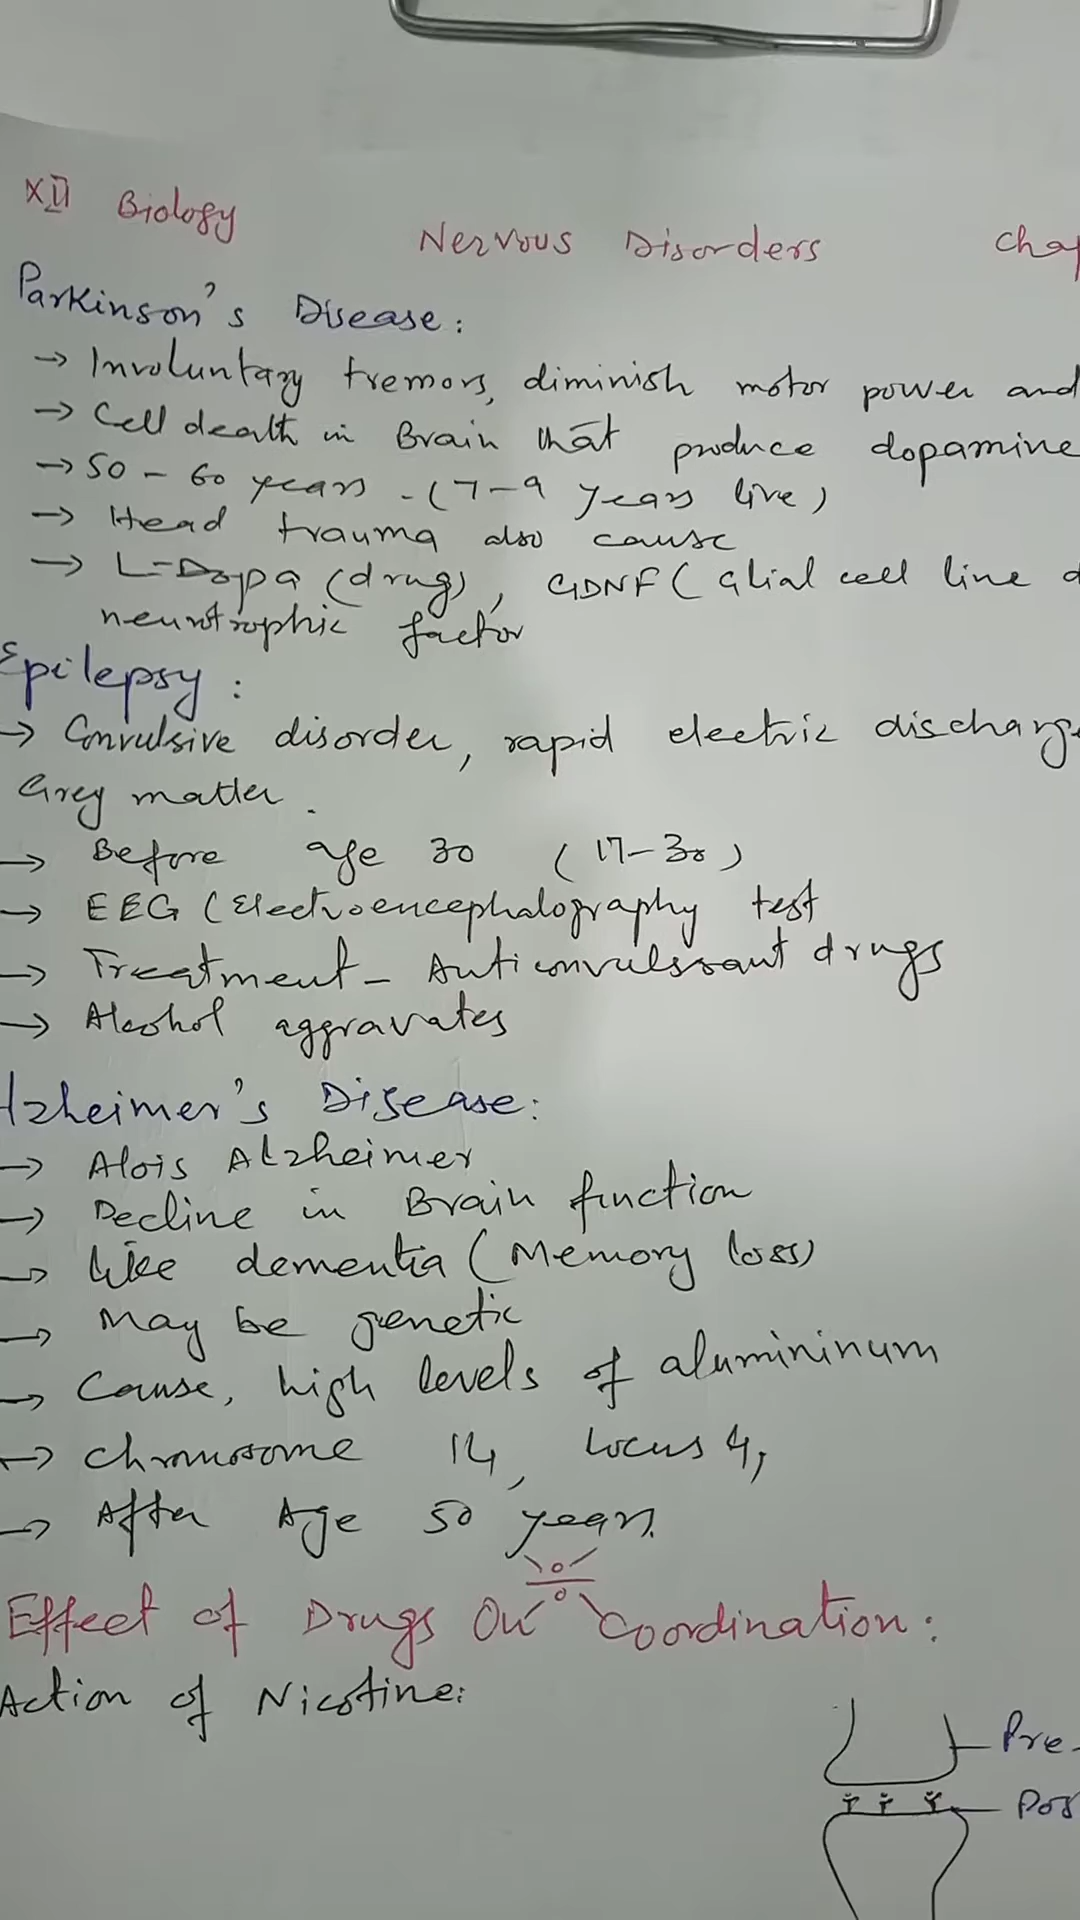 XII Biology
Nervous Disorders Chap
Parkinson's Disease:
→ Involuntary tremors, diminish motor power and
→ Cell death in Brain that produce dopamine
→ 50 - 60 years - (7-9 years live)
→ Head trauma also cause
→ L-Dopa (drug), GDNF (Glial cell line d
neurotrophic factor
Epilepsy:
→ Convulsive disorder, rapid electric discharge
Grey matter.
→ Before age 30 (17-30)
→ EEG (Electroencephalography test
→ Treatment - Anticonvulssant drugs
→ Alcohol aggravates
lzheimer's Disease:
→ Alois Alzheimer
→ Decline in Brain function
→ Like dementia (Memory loss)
→ May be genetic
→ Cause, high levels of alumininum
→ Chromosome 14, Locus 4,
→ After Age 50 years.
Effect of Drugs On Coordination:
Action of Nicotine:
Pre-
Pos